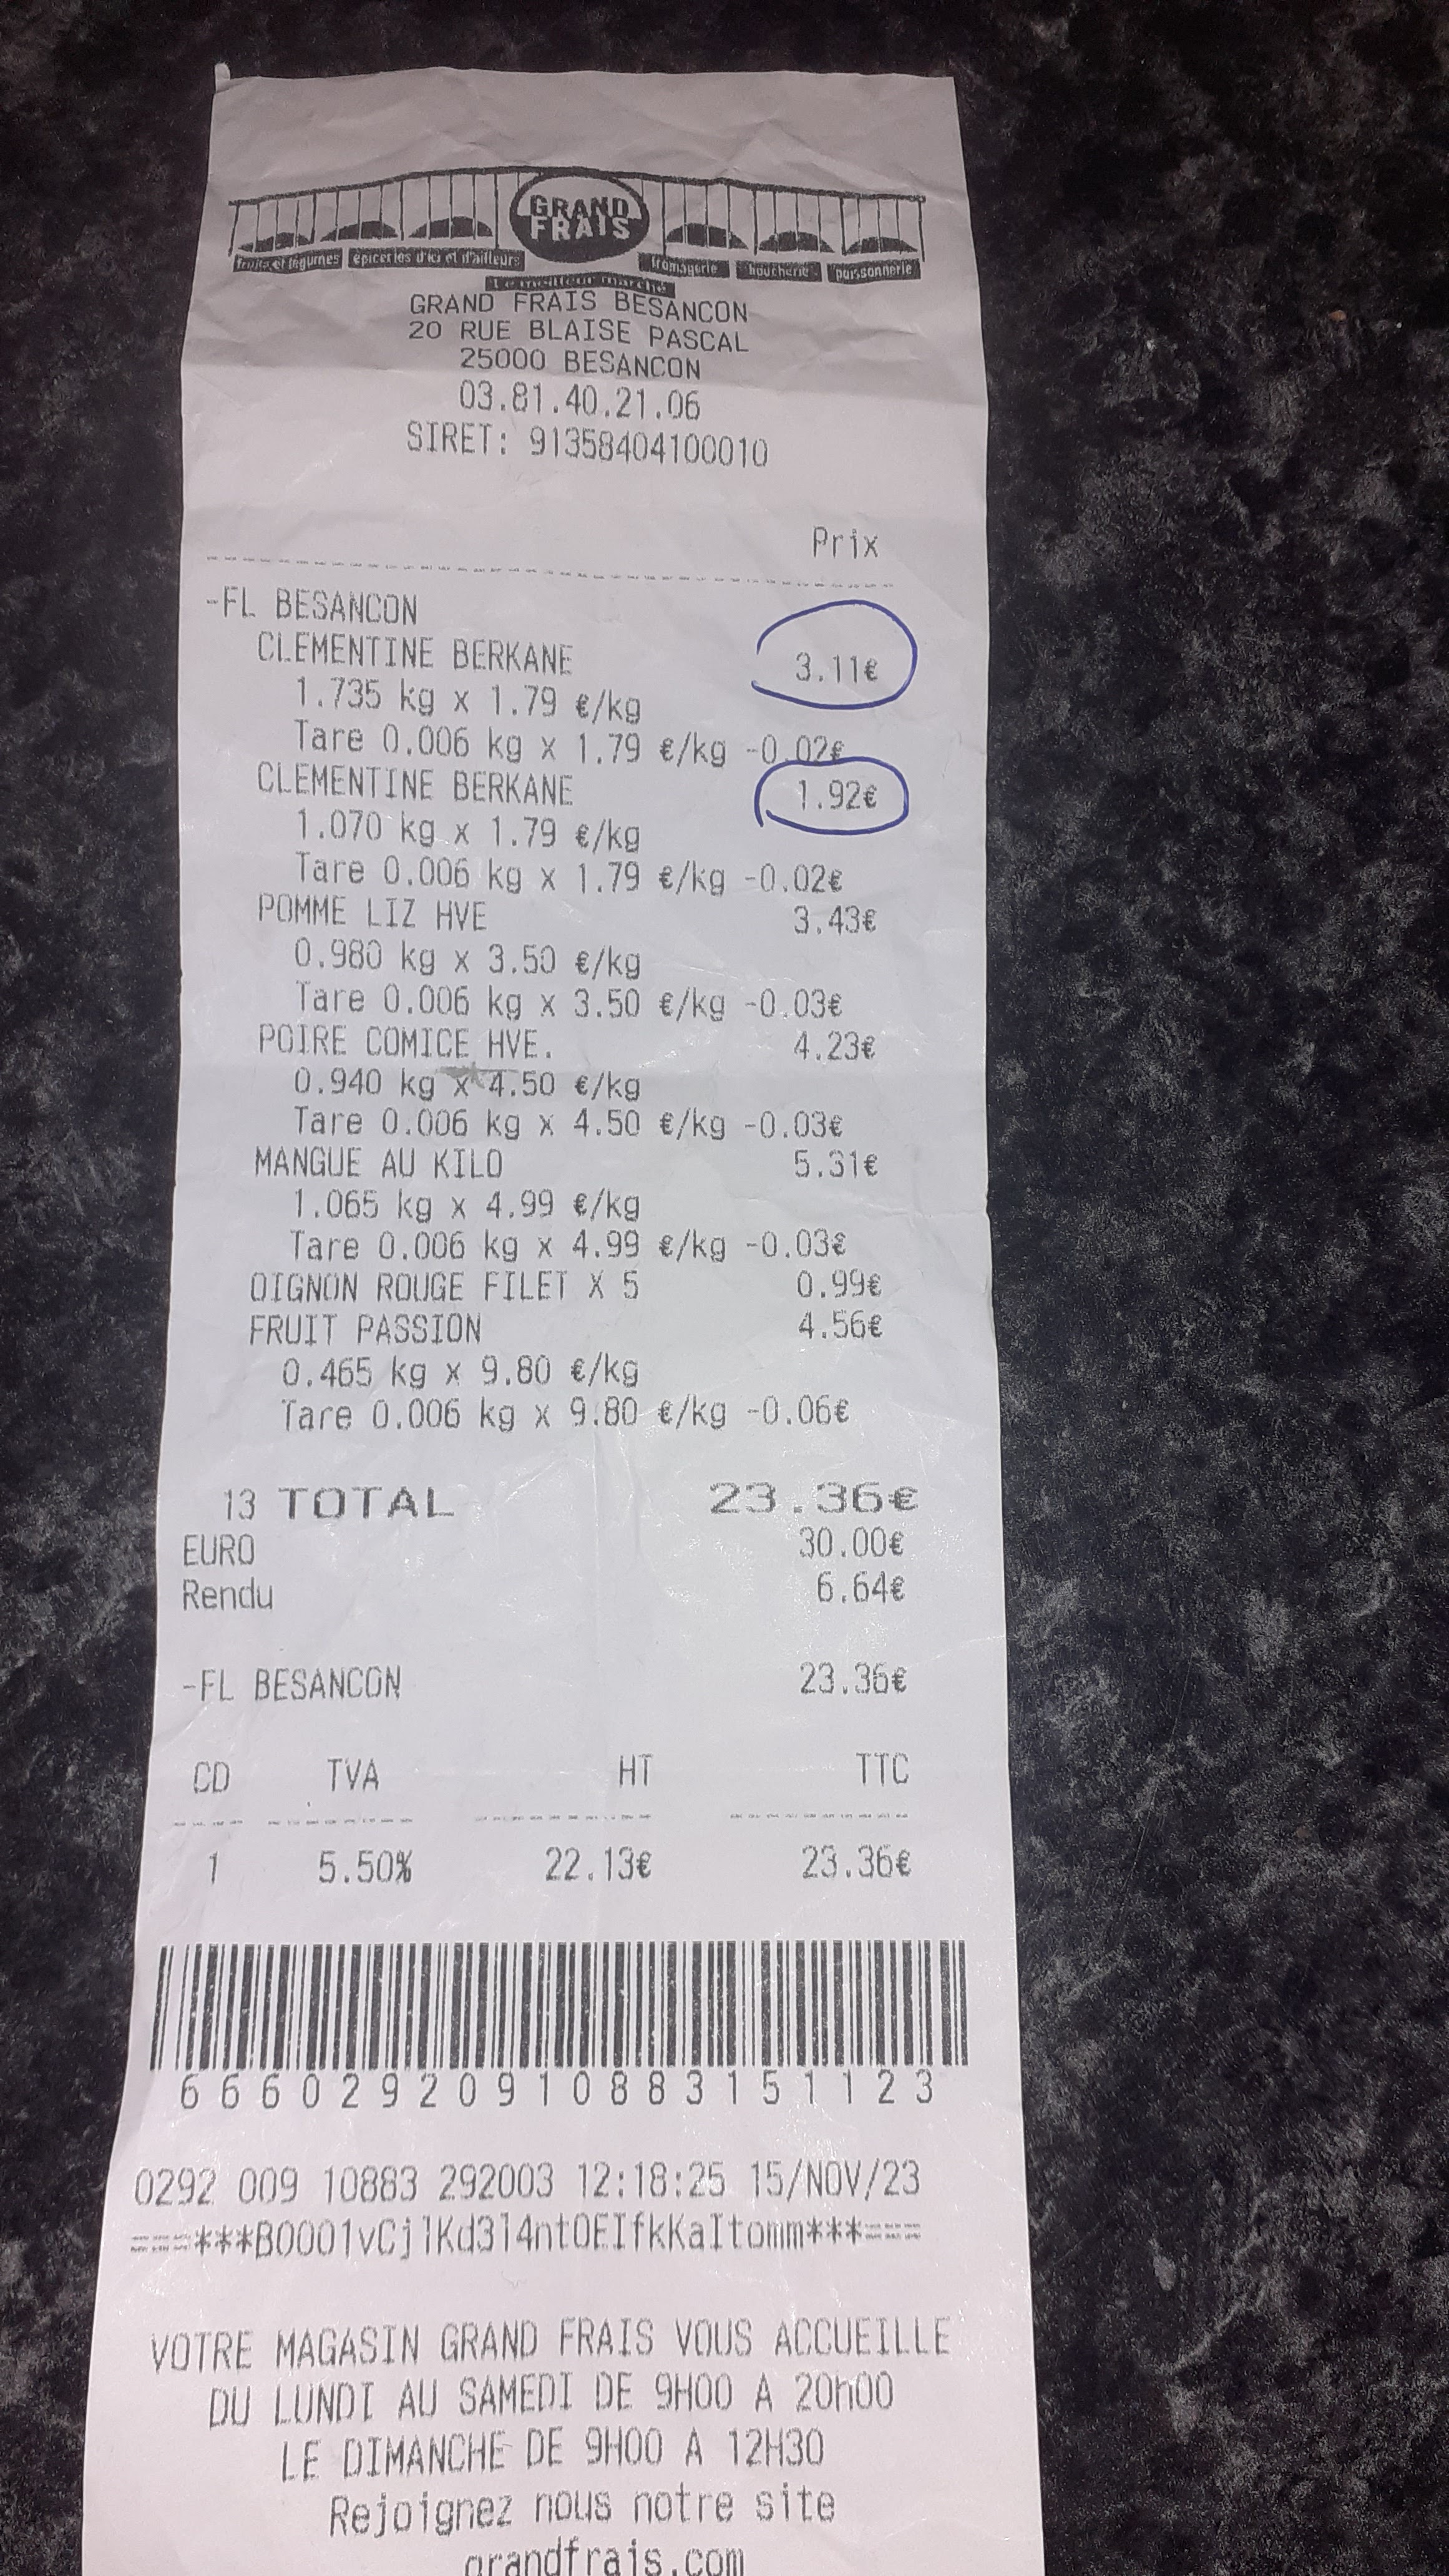 GRAND
FRAIS
fruits et légumes épiceries d'ici et d'ailleurs fromagerie boucherie poissonnerie
Le meilleur marché
GRAND FRAIS BESANCON
20 RUE BLAISE PASCAL
25000 BESANCON
03.81.40.21.06
SIRET: 91358404100010
Prix
-FL BESANCON
CLEMENTINE BERKANE 3.11€
1.735 kg x 1.79 €/kg
Tare 0.006 kg x 1.79 €/kg -0.02€
CLEMENTINE BERKANE 1.92€
1.070 kg x 1.79 €/kg
Tare 0.006 kg x 1.79 €/kg -0.02€
POMME LIZ HVE 3.43€
0.980 kg x 3.50 €/kg
Tare 0.006 kg x 3.50 €/kg -0.03€
POIRE COMICE HVE. 4.23€
0.940 kg x 4.50 €/kg
Tare 0.006 kg x 4.50 €/kg -0.03€
MANGUE AU KILO 5.31€
1.065 kg x 4.99 €/kg
Tare 0.006 kg x 4.99 €/kg -0.03€
OIGNON ROUGE FILET X 5 0.99€
FRUIT PASSION 4.56€
0.465 kg x 9.80 €/kg
Tare 0.006 kg x 9.80 €/kg -0.06€
13 TOTAL 23.36€
EURO 30.00€
Rendu 6.64€
-FL BESANCON 23.36€
CD TVA HT TTC
1 5.50% 22.13€ 23.36€
66602920910883151123
0292 009 10883 292003 12:18:25 15/NOV/23
===***B0001vCjlKd3l4ntOEIfkKaItomm***===
VOTRE MAGASIN GRAND FRAIS VOUS ACCUEILLE
DU LUNDI AU SAMEDI DE 9H00 A 20h00
LE DIMANCHE DE 9H00 A 12H30
Rejoignez nous notre site
grandfrais.com